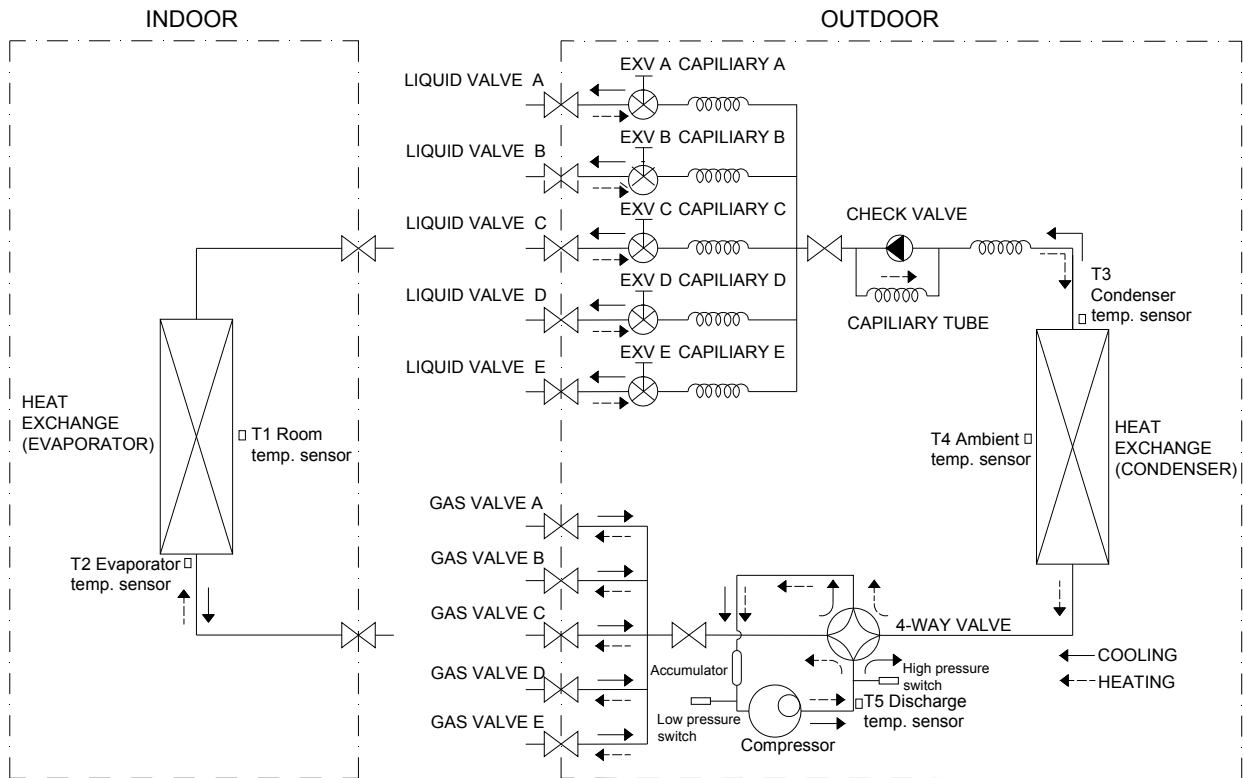 INDOOR
OUTDOOR
LIQUID VALVE A
EXV A CAPILIARY A
LIQUID VALVE B
EXV B CAPILIARY B
LIQUID VALVE C
EXV C CAPILIARY C
LIQUID VALVE D
EXV D CAPILIARY D
LIQUID VALVE E
EXV E CAPILIARY E
CHECK VALVE
CAPILIARY TUBE
T3
Condenser
temp. sensor
HEAT
EXCHANGE
(EVAPORATOR)
T1 Room
temp. sensor
T4 Ambient
temp. sensor
HEAT
EXCHANGE
(CONDENSER)
T2 Evaporator
temp. sensor
GAS VALVE A
GAS VALVE B
GAS VALVE C
GAS VALVE D
GAS VALVE E
4-WAY VALVE
Accumulator
High pressure
switch
Low pressure
switch
T5 Discharge
temp. sensor
Compressor
COOLING
HEATING